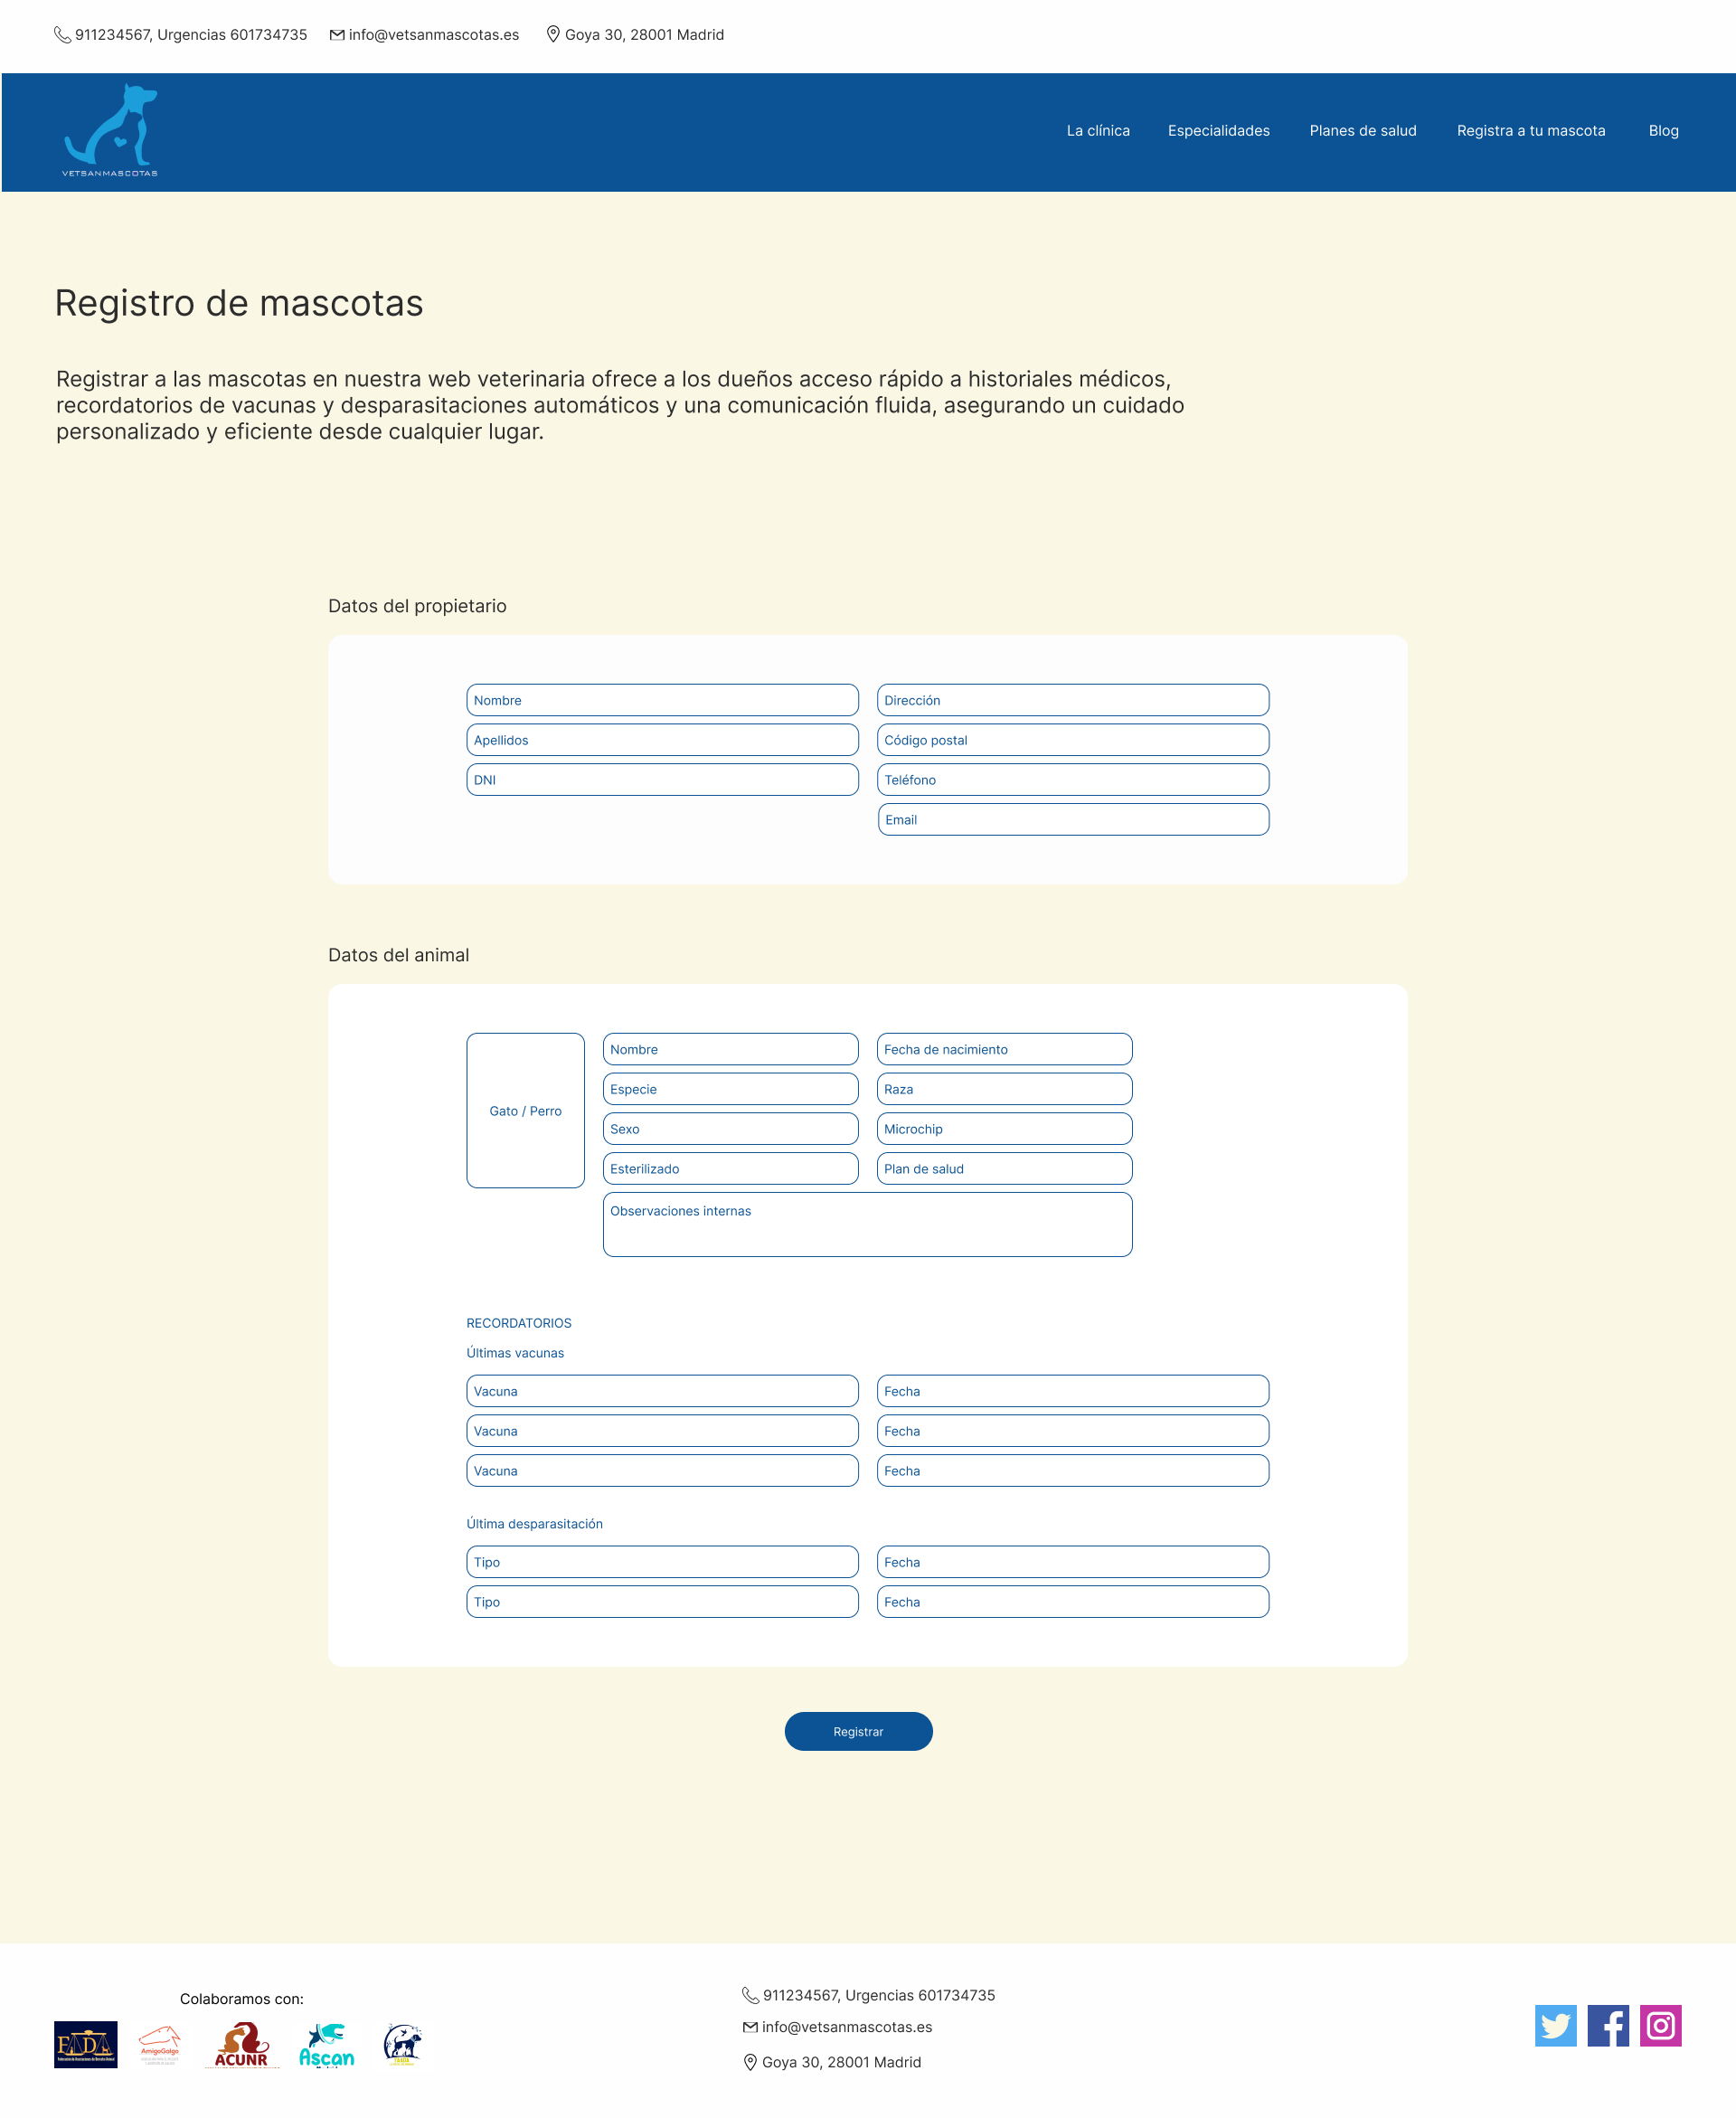 911234567, Urgencias 601734735
info@vetsanmascotas.es
Goya 30, 28001 Madrid
VETSANMASCOTAS
La clínica
Especialidades
Planes de salud
Registra a tu mascota
Blog
Registro de mascotas
Registrar a las mascotas en nuestra web veterinaria ofrece a los dueños acceso rápido a historiales médicos,
recordatorios de vacunas y desparasitaciones automáticos y una comunicación fluida, asegurando un cuidado
personalizado y eficiente desde cualquier lugar.
Datos del propietario
Nombre
Dirección
Apellidos
Código postal
DNI
Teléfono
Email
Datos del animal
Gato / Perro
Nombre
Fecha de nacimiento
Especie
Raza
Sexo
Microchip
Esterilizado
Plan de salud
Observaciones internas
RECORDATORIOS
Últimas vacunas
Vacuna
Fecha
Vacuna
Fecha
Vacuna
Fecha
Última desparasitación
Tipo
Fecha
Tipo
Fecha
Registrar
Colaboramos con:
FADA
AmigoGalgo
ACUNR
Ascan
911234567, Urgencias 601734735
info@vetsanmascotas.es
Goya 30, 28001 Madrid